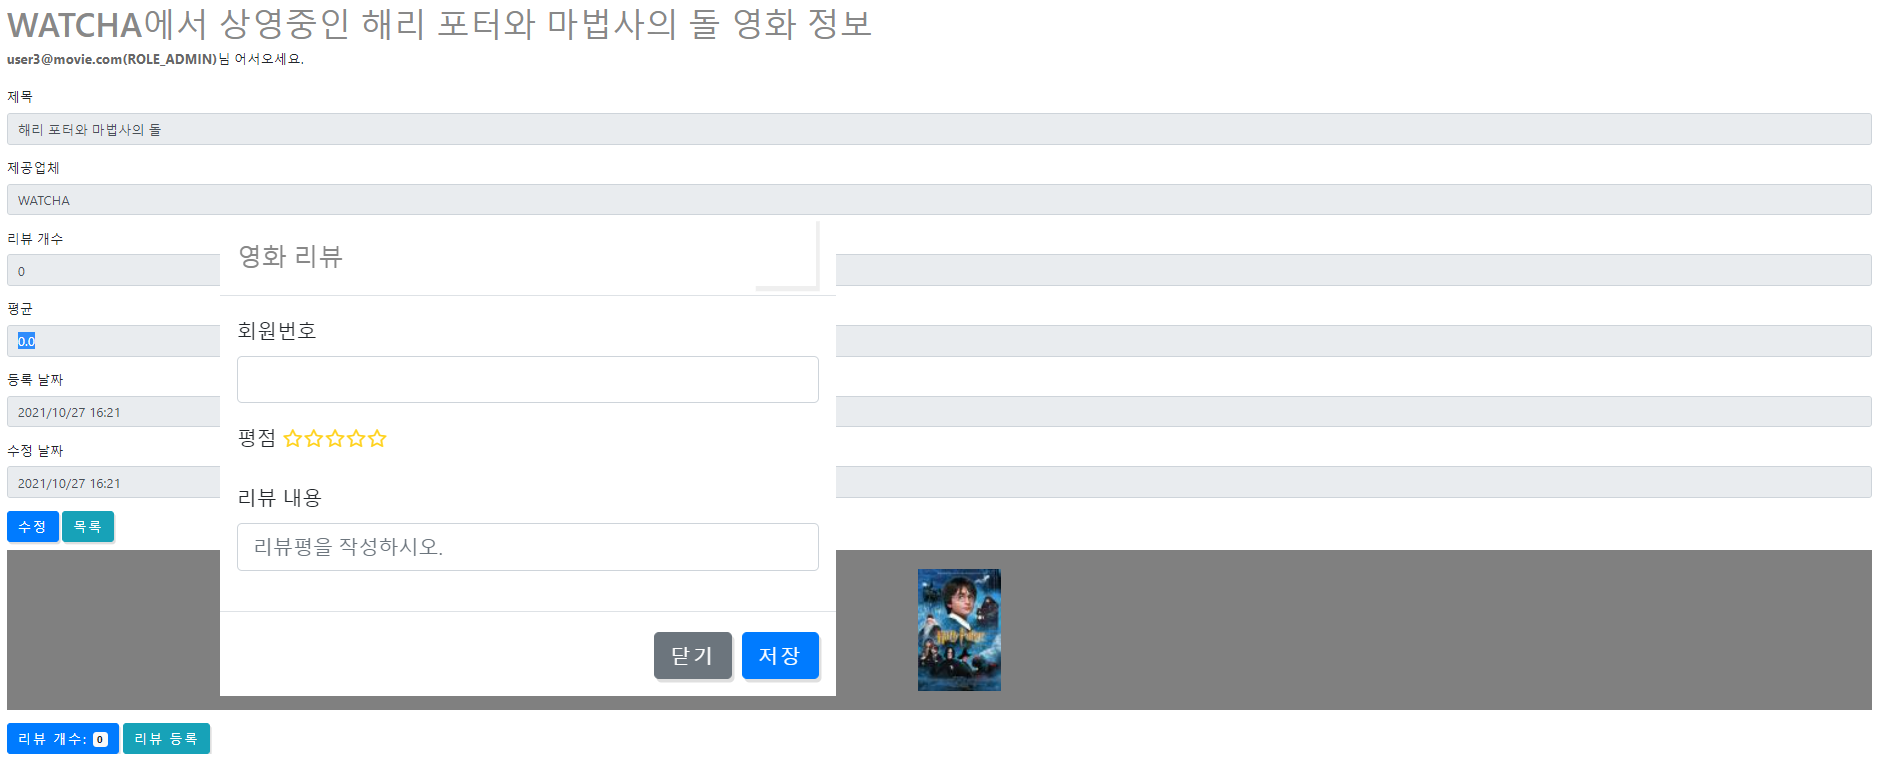 WATCHA에서 상영중인 해리 포터와 마법사의 돌 영화 정보
user3@movie.com(ROLE_ADMIN)님 어서오세요.
제목
해리 포터와 마법사의 돌
제공업체
WATCHA
리뷰 개수
0
평균
0.0
등록 날짜
2021/10/27 16:21
수정 날짜
2021/10/27 16:21
수정 목록
영화 리뷰
회원번호
평점
리뷰 내용
리뷰평을 작성하시오.
닫기 저장
Harry Potter
리뷰 개수: 0 리뷰 등록